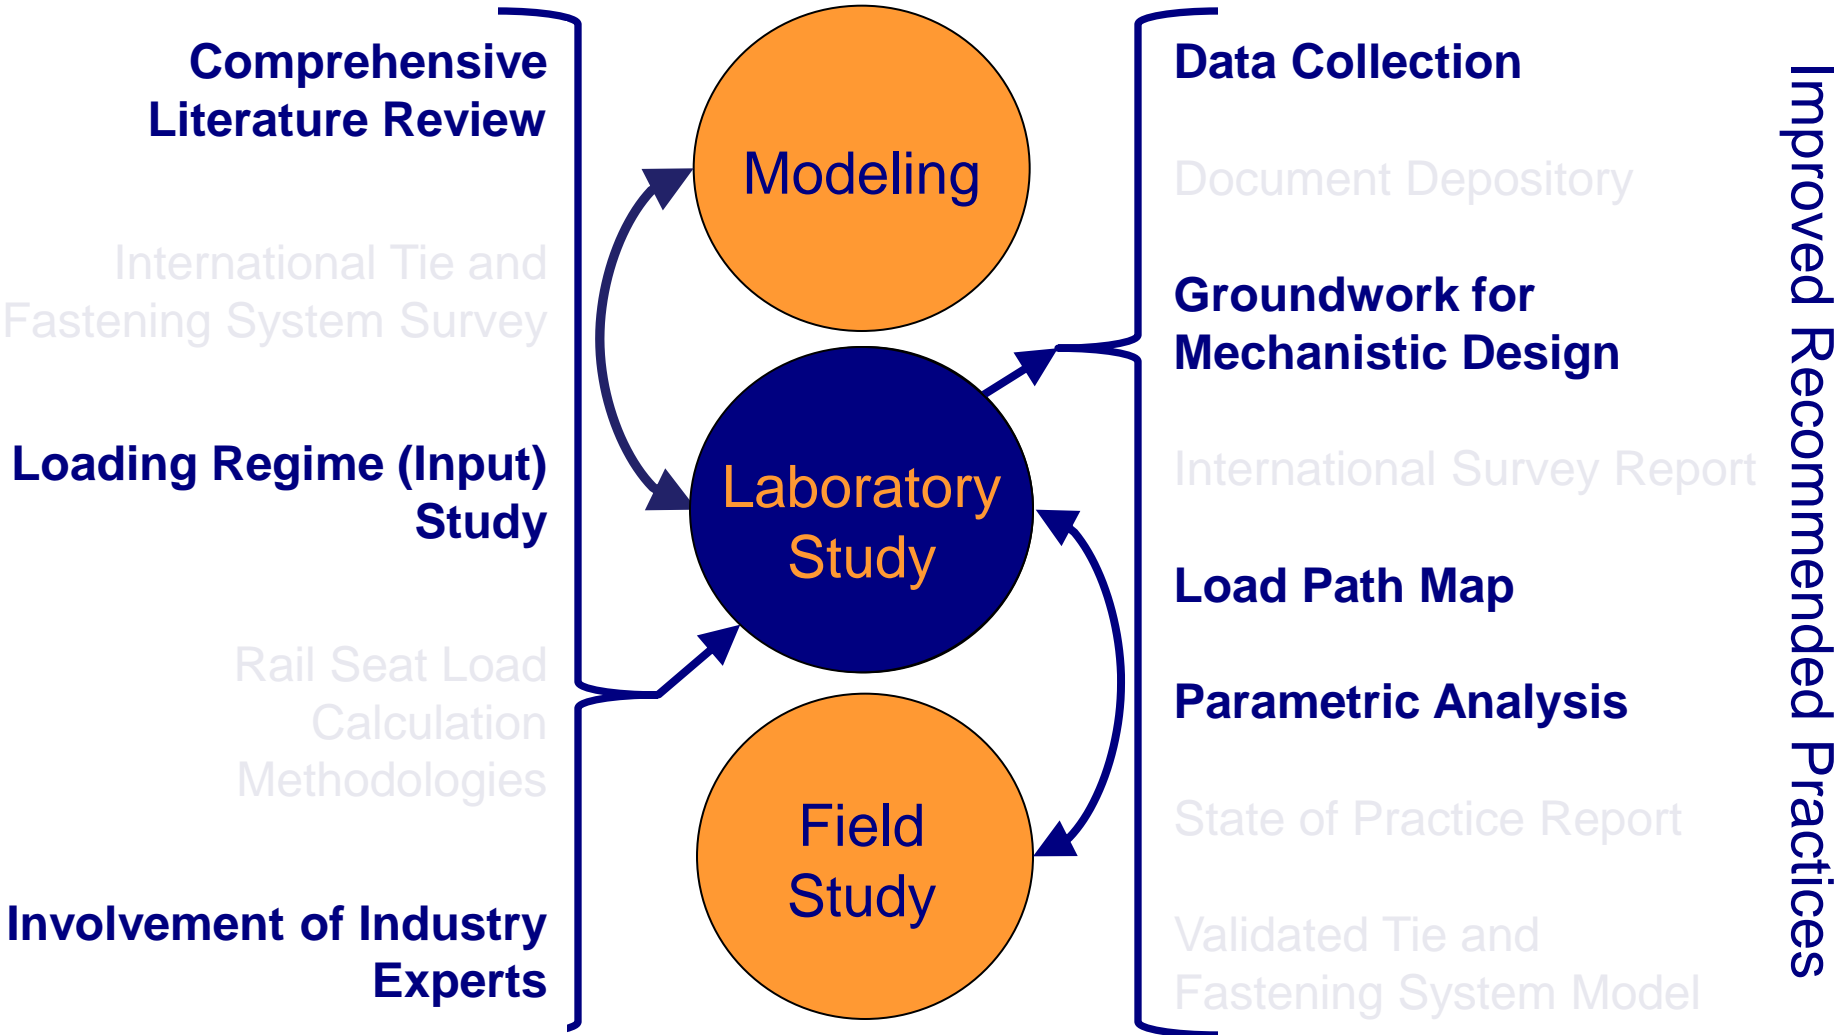 Comprehensive
Literature Review
International Tie and
Fastening System Survey
Loading Regime (Input)
Study
Rail Seat Load
Calculation
Methodologies
Involvement of Industry
Experts
Modeling
Laboratory
Study
Field
Study
Data Collection
Document Depository
Groundwork for
Mechanistic Design
International Survey Report
Load Path Map
Parametric Analysis
State of Practice Report
Validated Tie and
Fastening System Model
Improved Recommended Practices